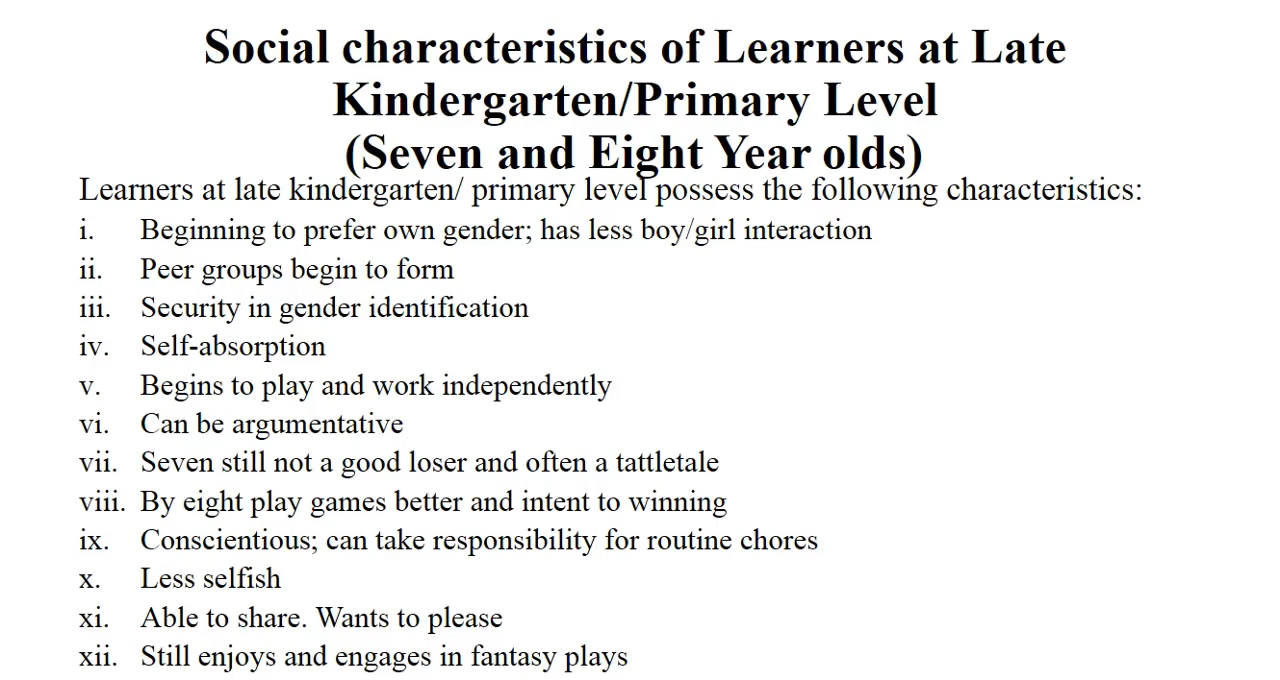 Social characteristics of Learners at Late
Kindergarten/Primary Level
(Seven and Eight Year olds)
Learners at late kindergarten/ primary level possess the following characteristics:
i. Beginning to prefer own gender; has less boy/girl interaction
ii. Peer groups begin to form
iii. Security in gender identification
iv. Self-absorption
v. Begins to play and work independently
vi. Can be argumentative
vii. Seven still not a good loser and often a tattletale
viii. By eight play games better and intent to winning
ix. Conscientious; can take responsibility for routine chores
x. Less selfish
xi. Able to share. Wants to please
xii. Still enjoys and engages in fantasy plays